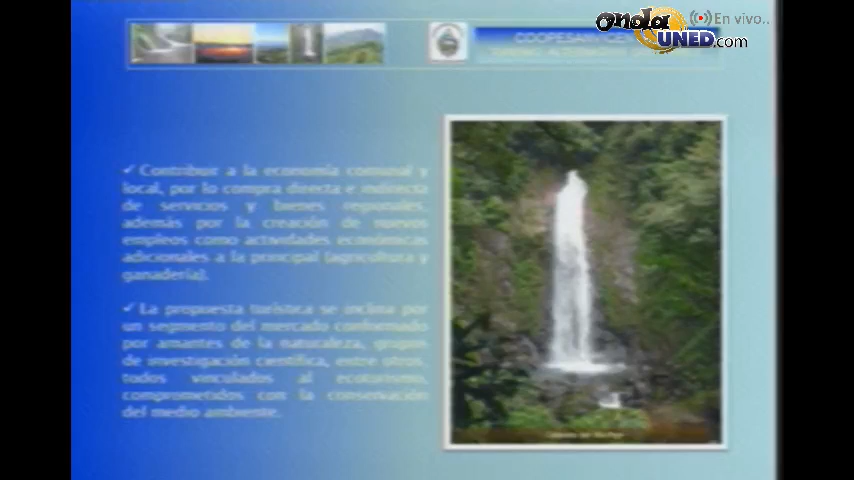 onda
UNED.com
En vivo..
✓ Contribuir a la economía comunal y
local, por lo compra directa e indirecta
de servicios y bienes regionales,
además por la creación de nuevos
empleos como actividades económicas
adicionales a la principal (agricultura y
ganadería).
✓ La propuesta turística se inclina por
un segmento del mercado conformado
por amantes de la naturaleza, grupos
de investigación científica, entre otros,
todos vinculados al ecoturismo,
comprometidos con la conservación
del medio ambiente.